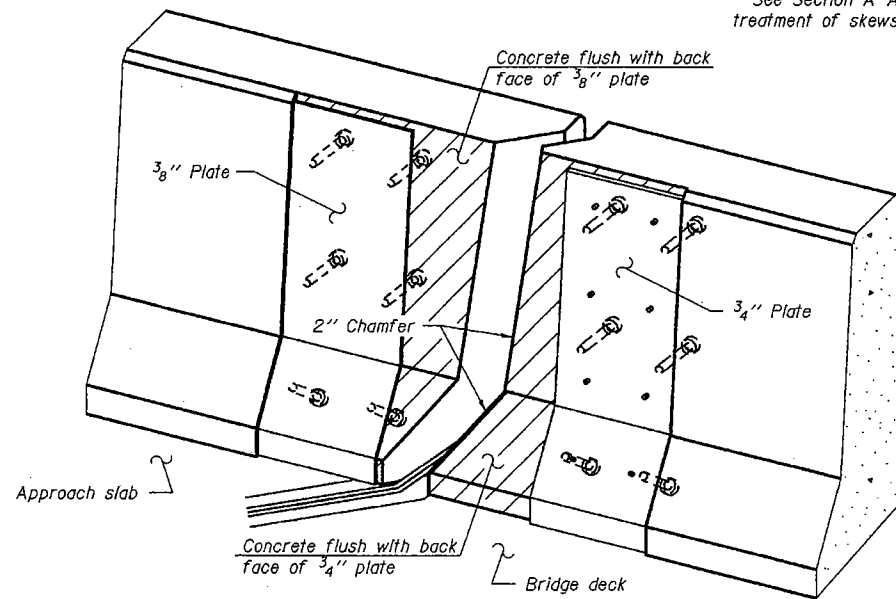 See Section A-A
treatment of skews
Concrete flush with back
face of 3/8" plate
3/8" Plate
2" Chamfer
3/4" Plate
Approach slab
Concrete flush with back
face of 3/4" plate
Bridge deck